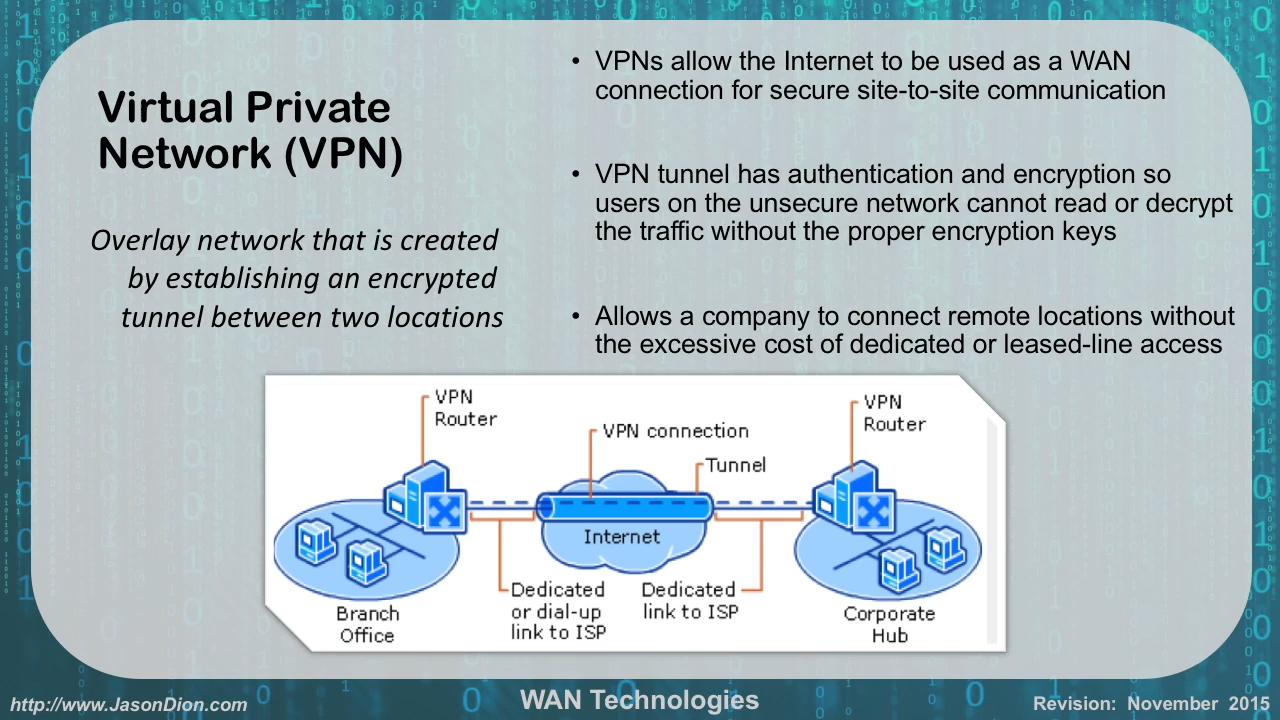 Virtual Private
Network (VPN)
Overlay network that is created
by establishing an encrypted
tunnel between two locations
• VPNs allow the Internet to be used as a WAN
connection for secure site-to-site communication
• VPN tunnel has authentication and encryption so
users on the unsecure network cannot read or decrypt
the traffic without the proper encryption keys
• Allows a company to connect remote locations without
the excessive cost of dedicated or leased-line access
VPN
Router
VPN connection
Tunnel
VPN
Router
Internet
Dedicated
or dial-up
link to ISP
Dedicated
link to ISP
Branch
Office
Corporate
Hub
http://www.JasonDion.com
WAN Technologies
Revision: November 2015